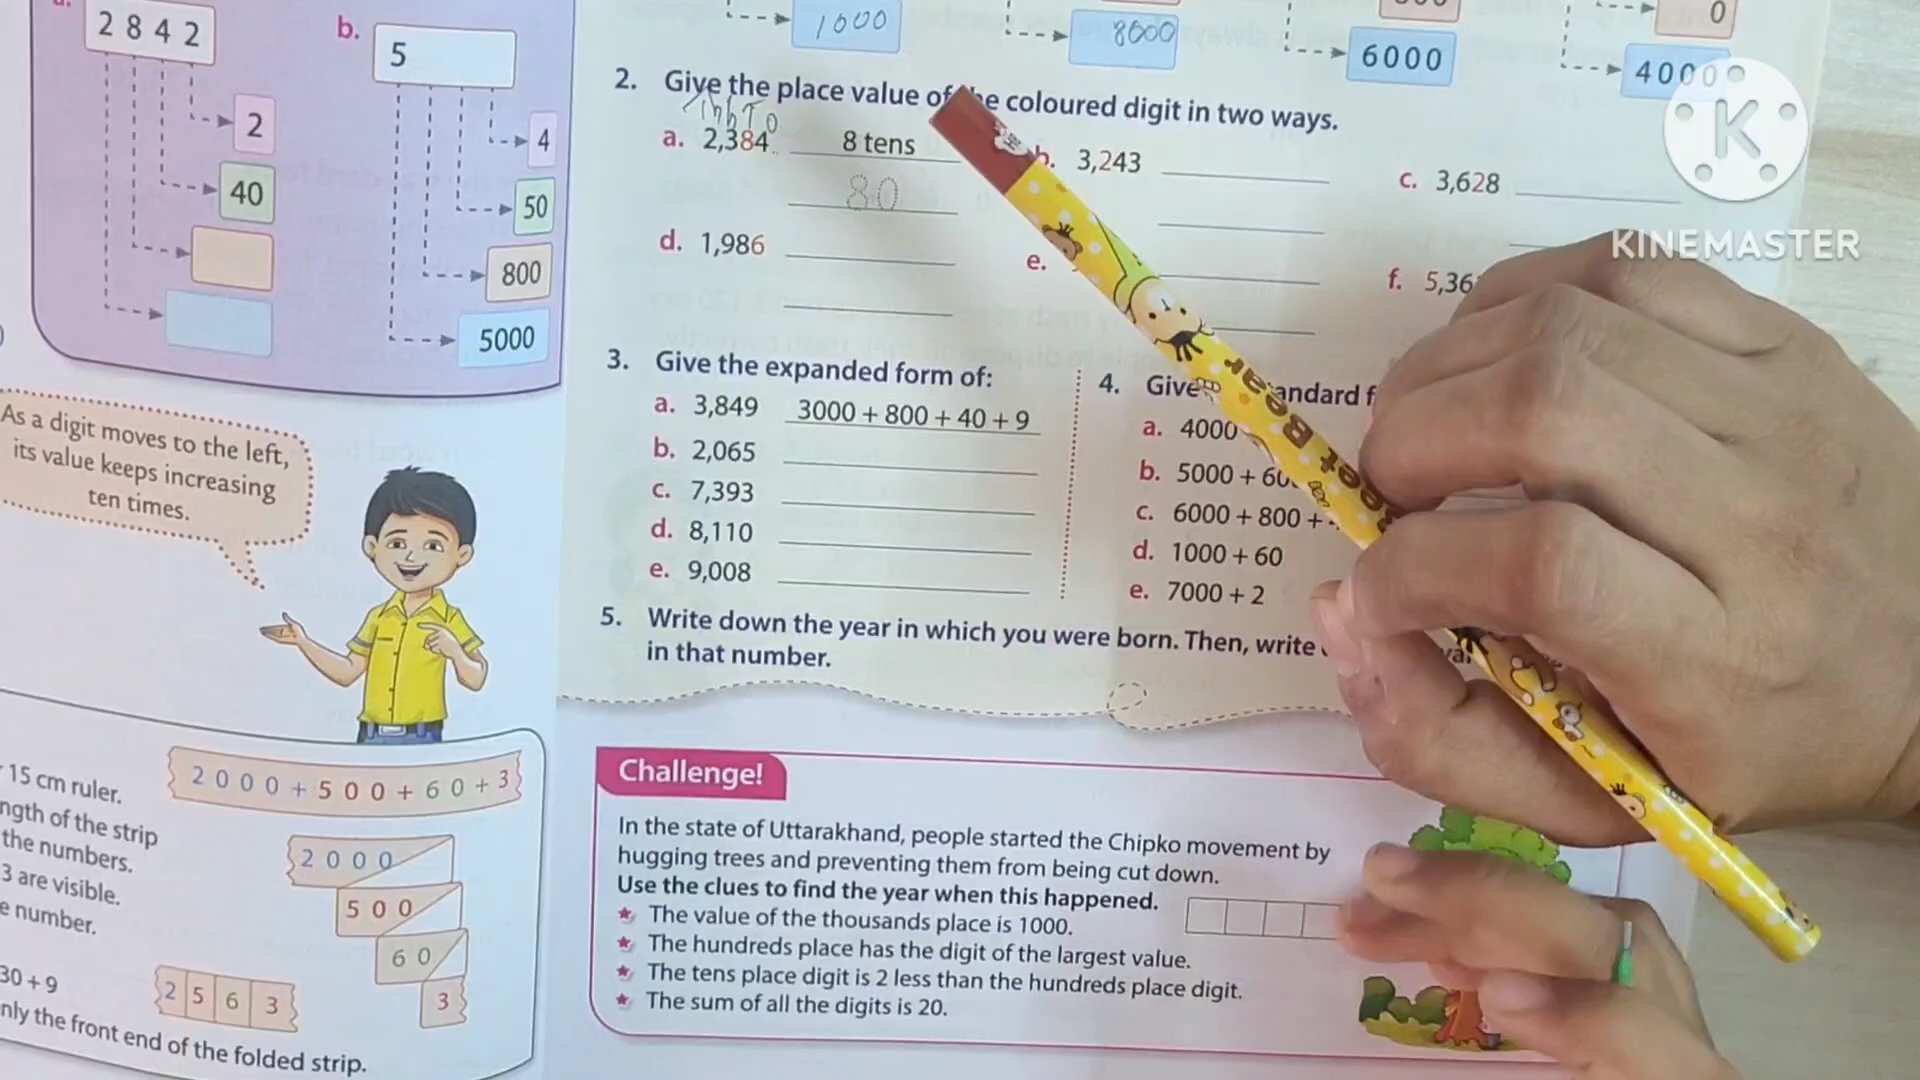 2 8 4 2
b.
5
2
4
40
50
800
5000
1000
8000
6000
0
4000
2. Give the place value of coloured digit in two ways.
Th h T O
a. 2,384 8 tens
80
b. 3,243
c. 3,628
d. 1,986
e.
f. 5,36
3. Give the expanded form of:
a. 3,849 3000 + 800 + 40 + 9
b. 2,065
c. 7,393
d. 8,110
e. 9,008
4. Give
a. 4000
b. 5000 +
c. 6000 + 800 +
d. 1000 + 60
e. 7000 + 2
5. Write down the year in which you were born. Then, write
in that number.
As a digit moves to the left,
its value keeps increasing
ten times.
15 cm ruler.
of the strip
the numbers.
3 are visible.
number.
30 + 9
the front end of the folded strip.
2 0 0 0 + 5 0 0 + 6 0 + 3
2 0 0 0
5 0 0
6 0
3
2 5 6 3
Challenge!
In the state of Uttarakhand, people started the Chipko movement by
hugging trees and preventing them from being cut down.
Use the clues to find the year when this happened.
The value of the thousands place is 1000.
The hundreds place has the digit of the largest value.
The tens place digit is 2 less than the hundreds place digit.
The sum of all the digits is 20.
K
KINEMASTER